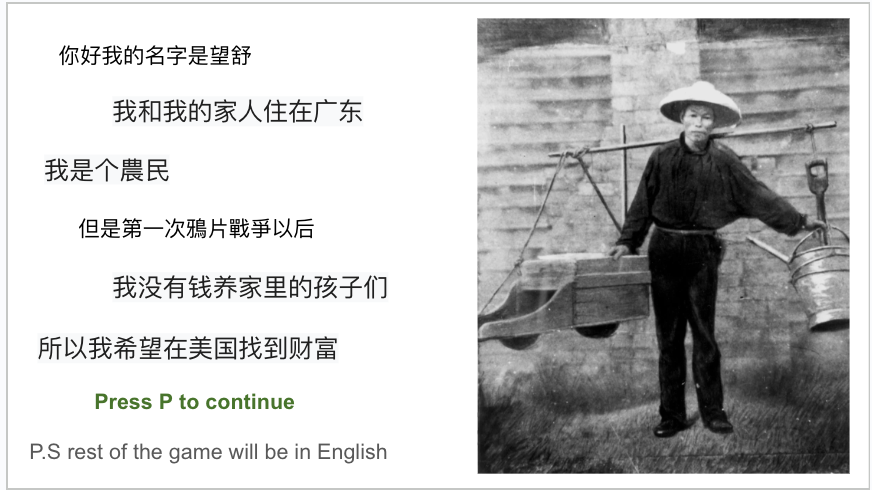 你好我的名字是望舒
我和我的家人住在广东
我是个農民
但是第一次鴉片戰爭以后
我没有钱养家里的孩子们
所以我希望在美国找到财富
Press P to continue
P.S rest of the game will be in English